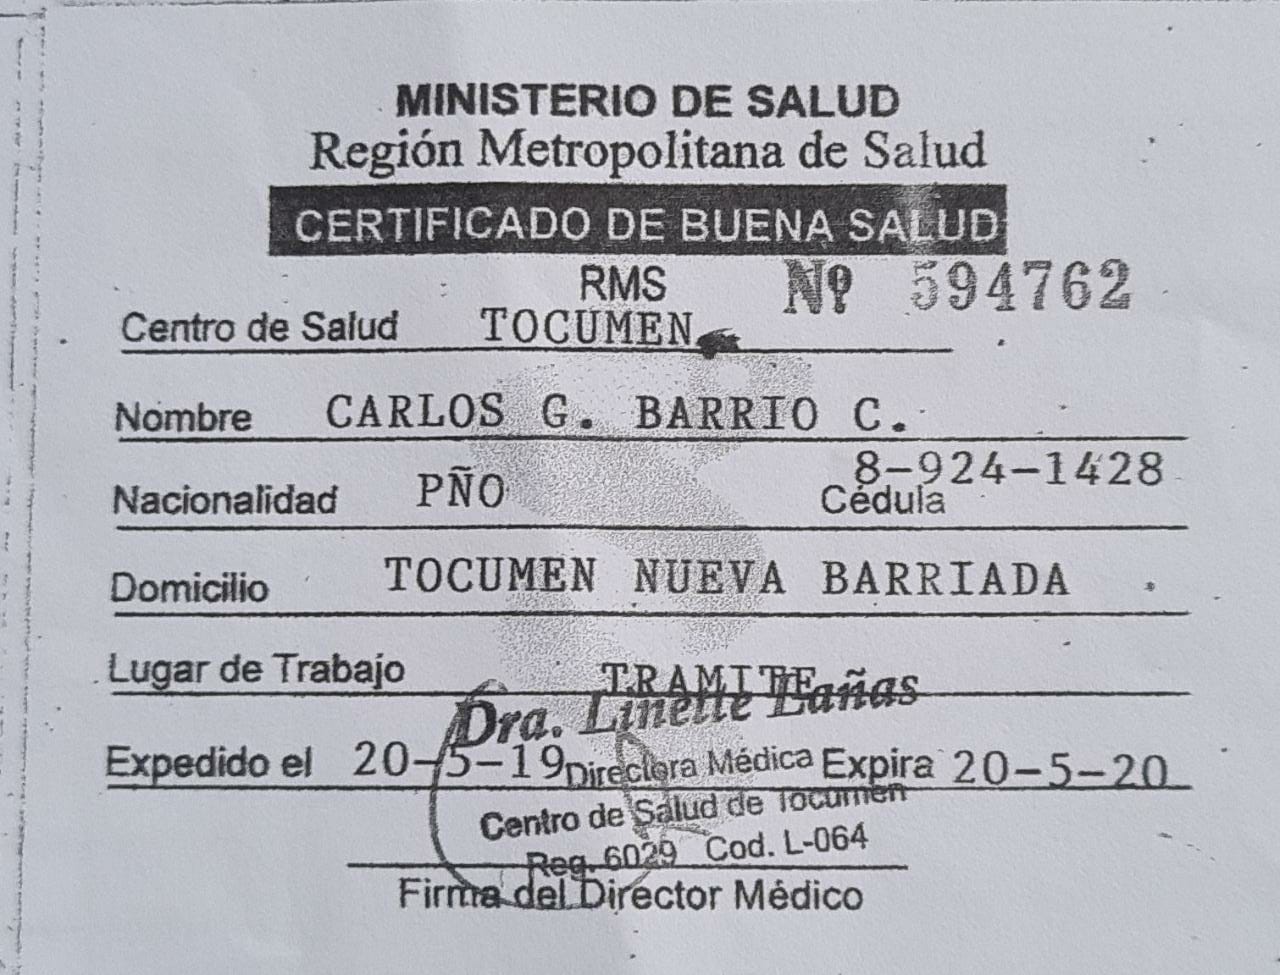 MINISTERIO DE SALUD
Región Metropolitana de Salud
CERTIFICADO DE BUENA SALUD
RMS Nº 594762
Centro de Salud TOCUMEN
Nombre CARLOS G. BARRIO C.
8-924-1428
Nacionalidad PÑO Cédula
Domicilio TOCUMEN NUEVA BARRIADA
Lugar de Trabajo TRAMITE
Dra. Linette Lañas
Expedido el 20-5-19 Directora Médica Expira 20-5-20
Centro de Salud de Tocumen
Reg. 6029 Cod. L-064
Firma del Director Médico